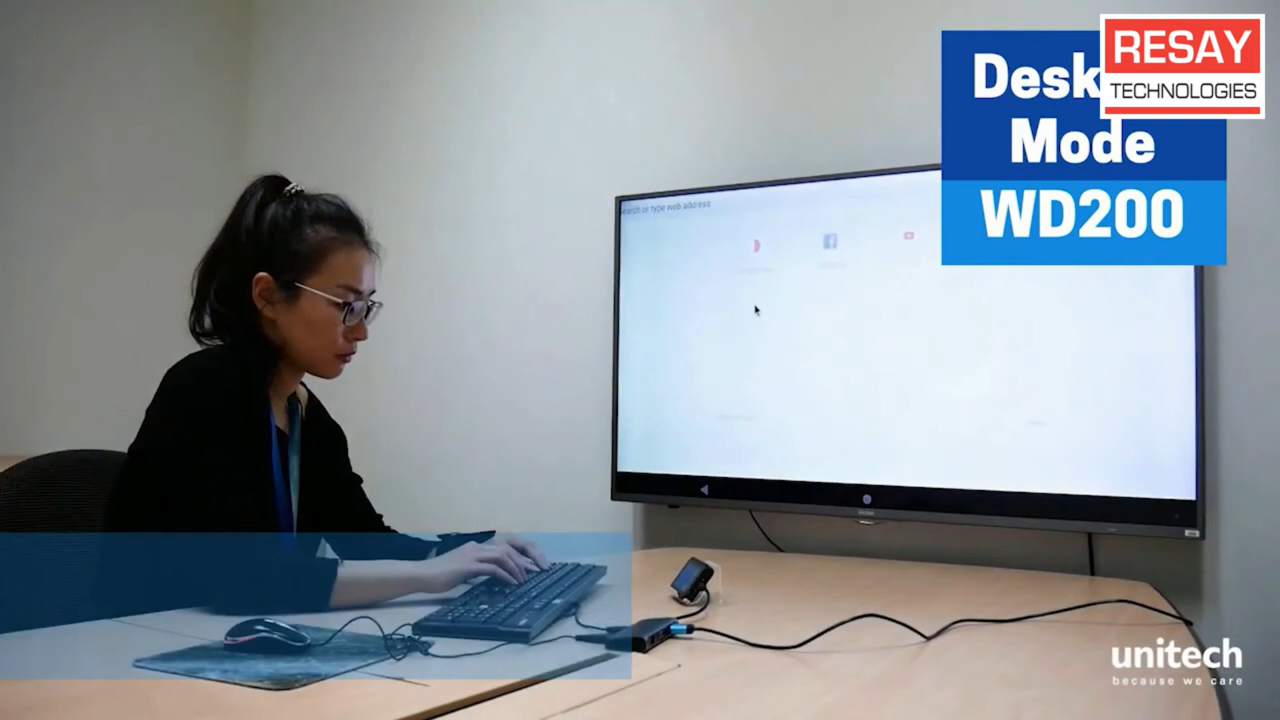 RESAY
TECHNOLOGIES
Desk
Mode
WD200
Search or type web address
unitech
because we care